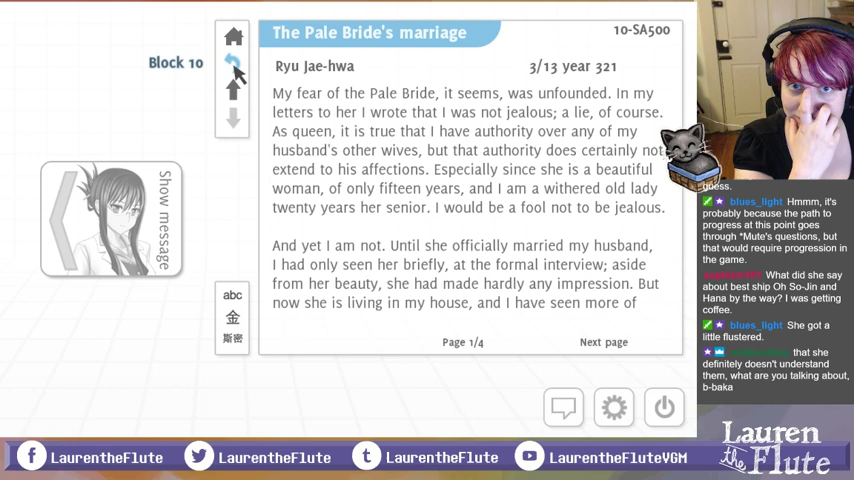 The Pale Bride's marriage
10-SA500
Block 10
Ryu Jae-hwa
3/13 year 321
My fear of the Pale Bride, it seems, was unfounded. In my
letters to her I wrote that I was not jealous; a lie, of course.
As queen, it is true that I have authority over any of my
husband's other wives, but that authority does certainly not
extend to his affections. Especially since she is a beautiful
woman, of only fifteen years, and I am a withered old lady
twenty years her senior. I would be a fool not to be jealous.
And yet I am not. Until she officially married my husband,
I had only seen her briefly, at the formal interview; aside
from her beauty, she had made hardly any impression. But
now she is living in my house, and I have seen more of
Page 1/4
Next page
Show message
abc
金
斯密
guess.
blues_light Hmmm, it's
probably because the path to
progress at this point goes
through *Mute's questions, but
that would require progression in
the game.
What did she say
about best ship Oh So-Jin and
Hana by the way? I was getting
coffee.
blues_light She got a
little flustered.
that she
definitely doesn't understand
them, what are you talking about,
b-baka
LaurentheFlute
LaurentheFlute
LaurentheFlute
LaurentheFluteVGM
Lauren
the Flute